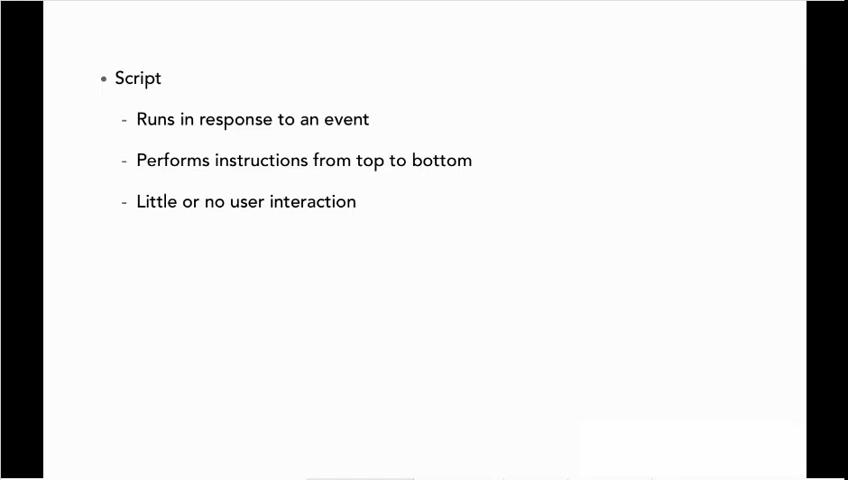 • Script
- Runs in response to an event
- Performs instructions from top to bottom
- Little or no user interaction